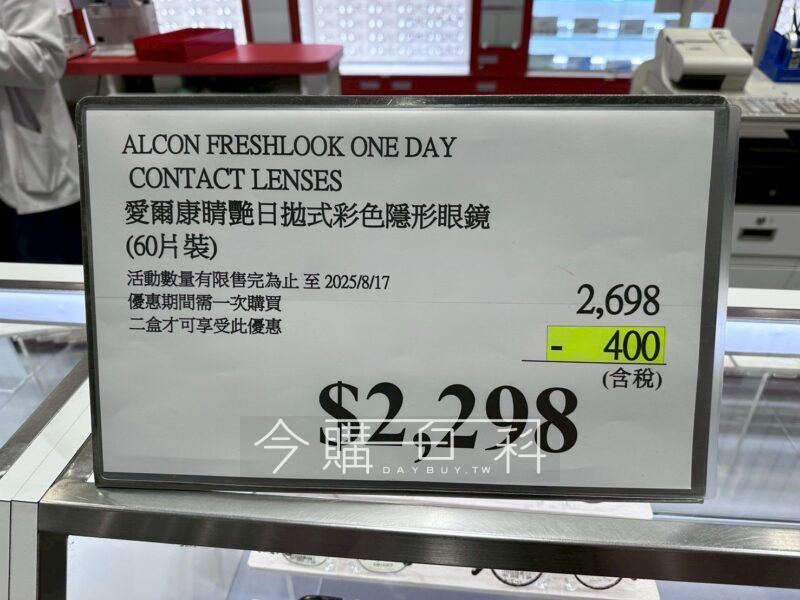 ALCON FRESHLOOK ONE DAY
CONTACT LENSES
愛爾康睛艷日拋式彩色隱形眼鏡
(60片裝)
活動數量有限售完為止 至 2025/8/17
優惠期間需一次購買
二盒才可享受此優惠
2,698
- 400
(含稅)
$2,298
今購百科
DAYBUY.TW